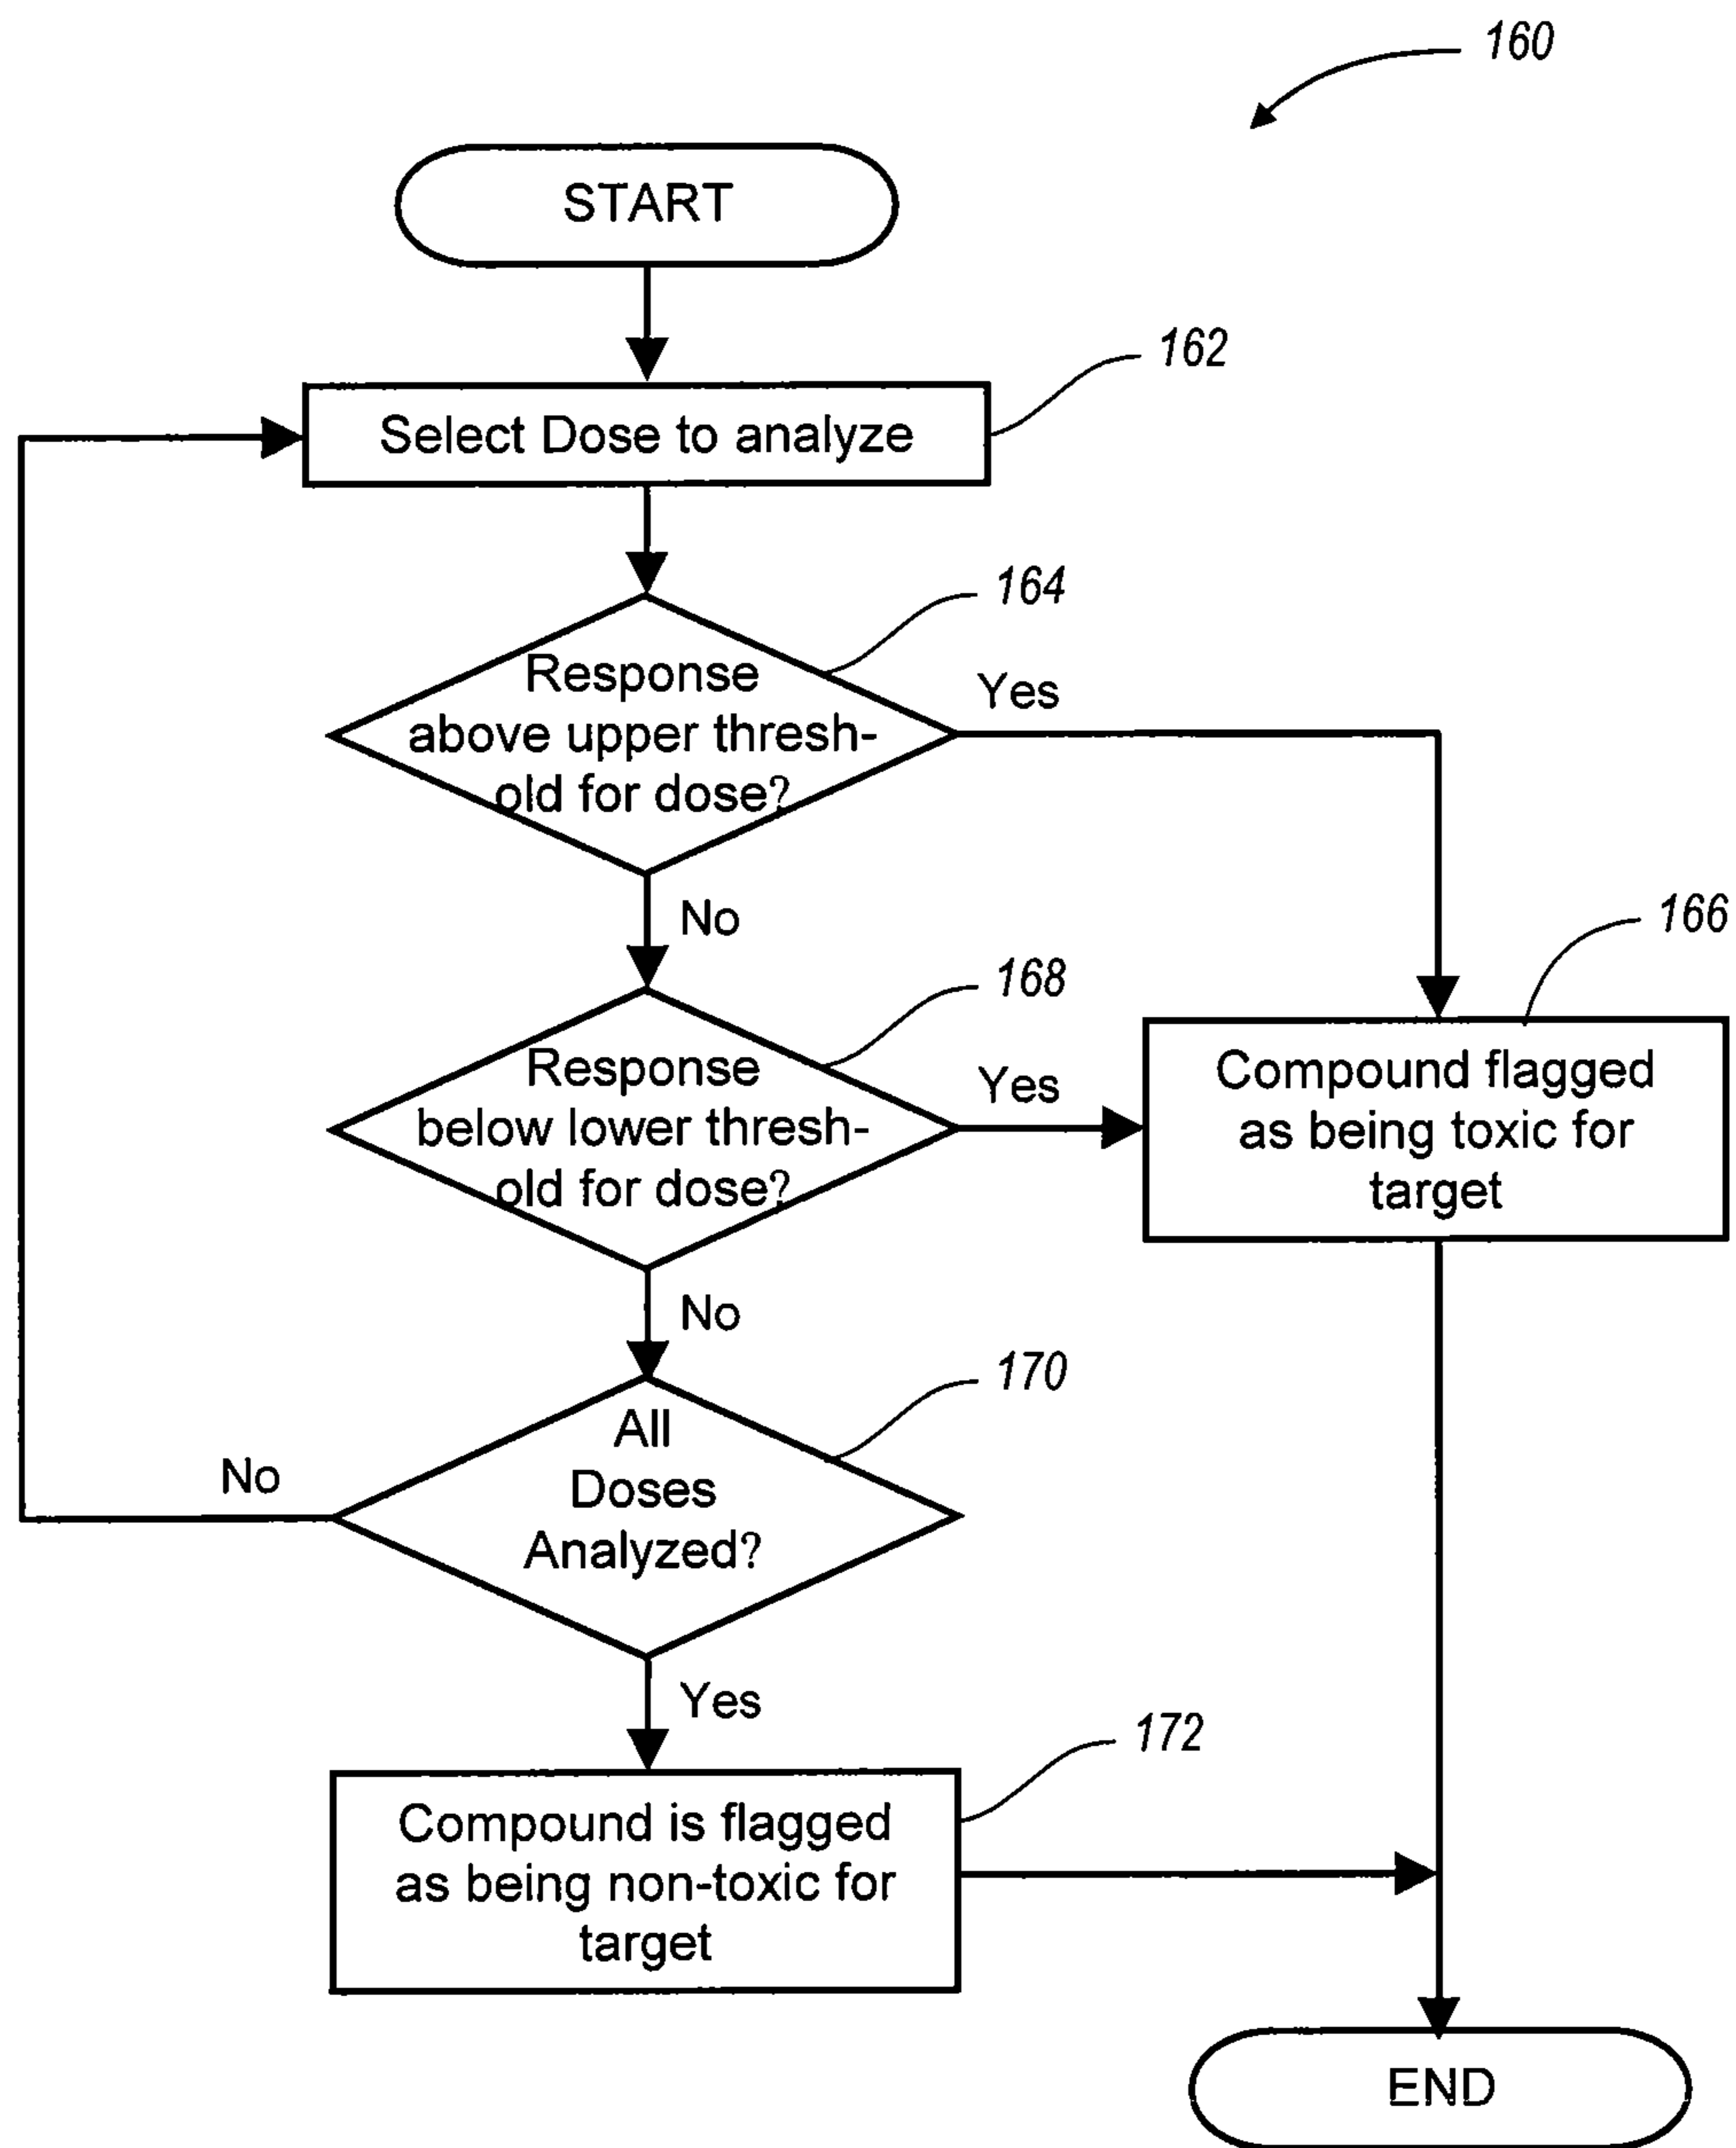 160
START
162
Select Dose to analyze
164
Response
above upper thresh-
old for dose?
Yes
No
166
Compound flagged
as being toxic for
target
168
Response
below lower thresh-
old for dose?
Yes
No
170
All
Doses
Analyzed?
No
Yes
172
Compound is flagged
as being non-toxic for
target
END